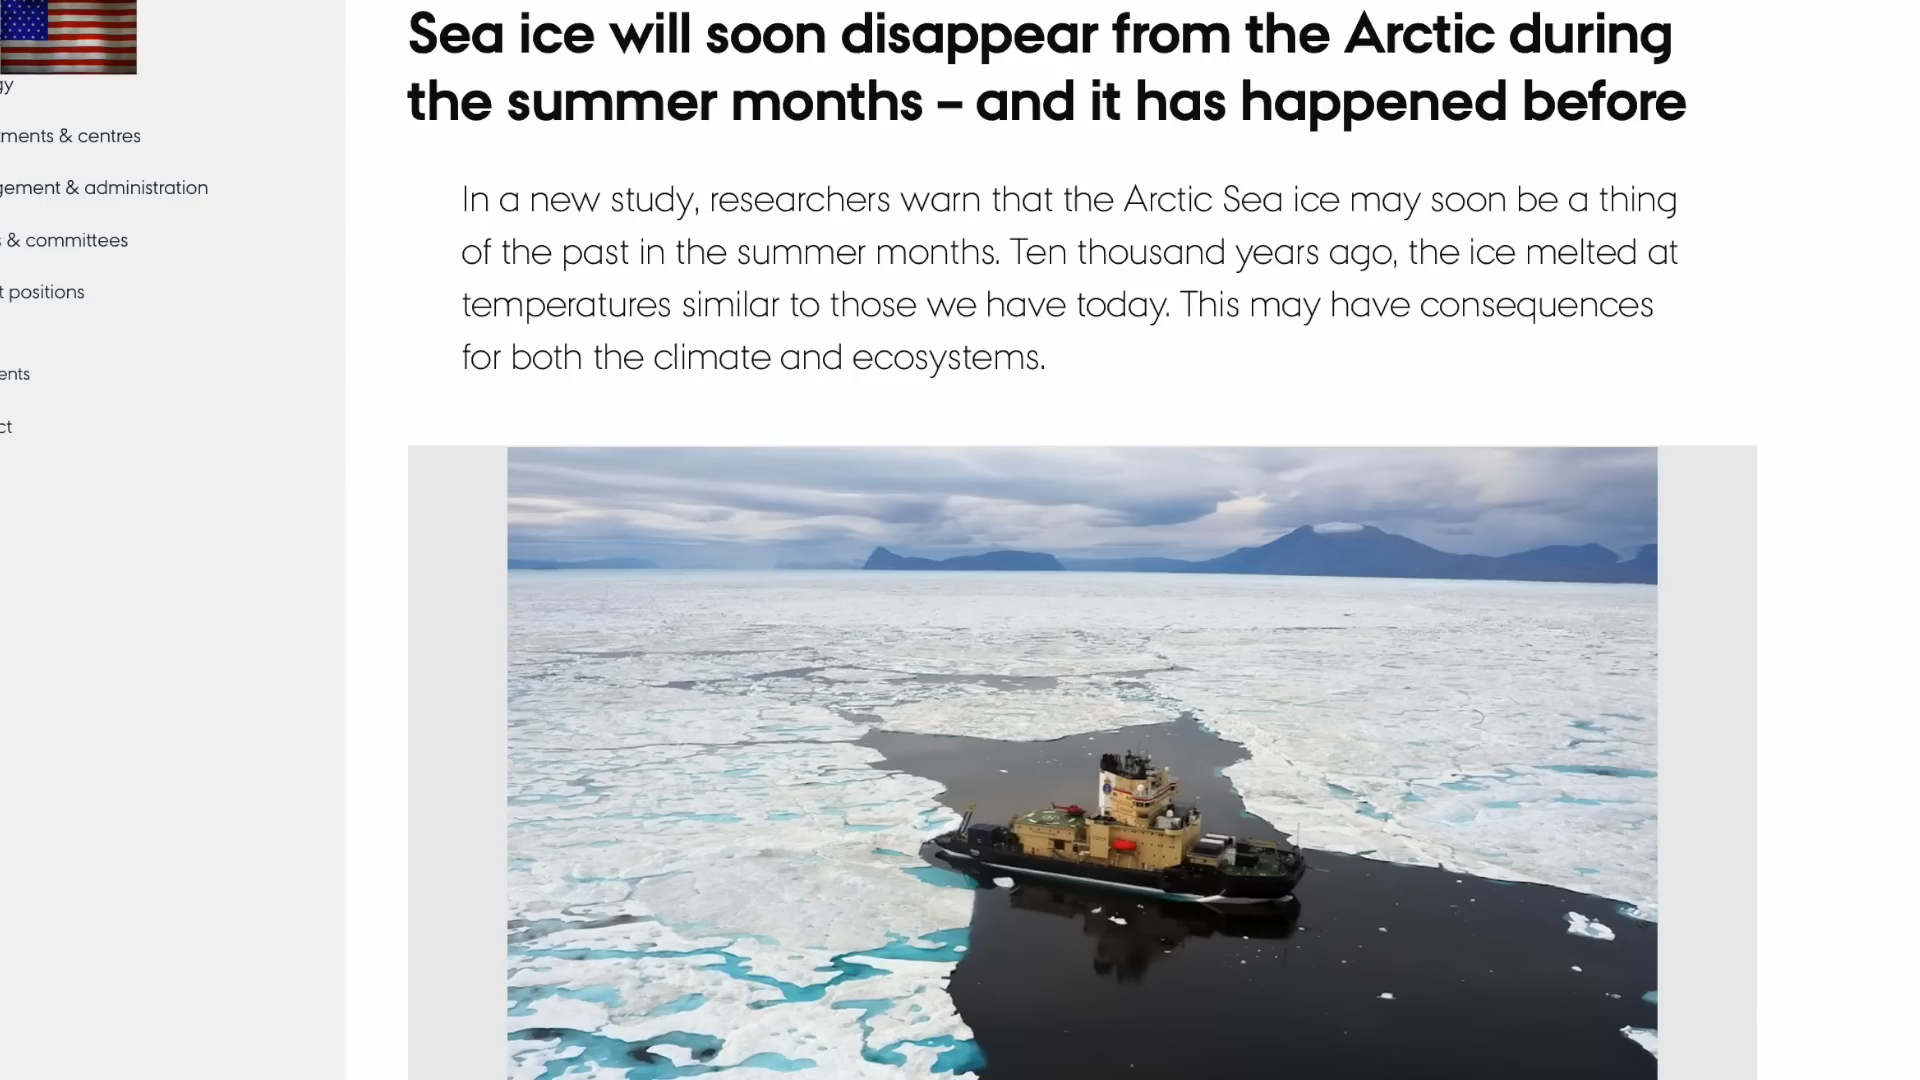 Sea ice will soon disappear from the Arctic during
the summer months – and it has happened before
gy
tments & centres
gement & administration
s & committees
t positions
ents
ct
In a new study, researchers warn that the Arctic Sea ice may soon be a thing
of the past in the summer months. Ten thousand years ago, the ice melted at
temperatures similar to those we have today. This may have consequences
for both the climate and ecosystems.